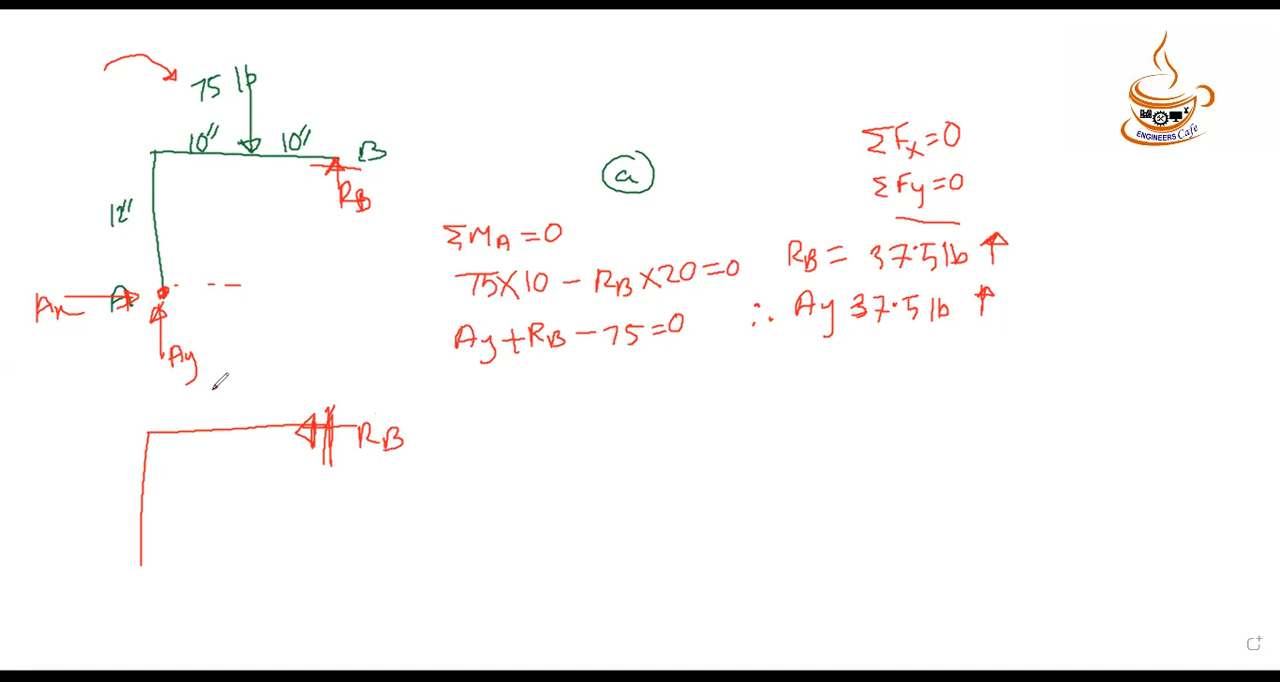 75 lb
10" 10" B
RB
12"
A
Ax
Ay
a
ΣMA = 0
75×10 - RB×20=0
Ay+RB-75=0
ΣFx=0
ΣFy=0
RB = 37.5 lb ↑
∴ Ay 37.5 lb ↑
RB
ENGINEERS Cafe